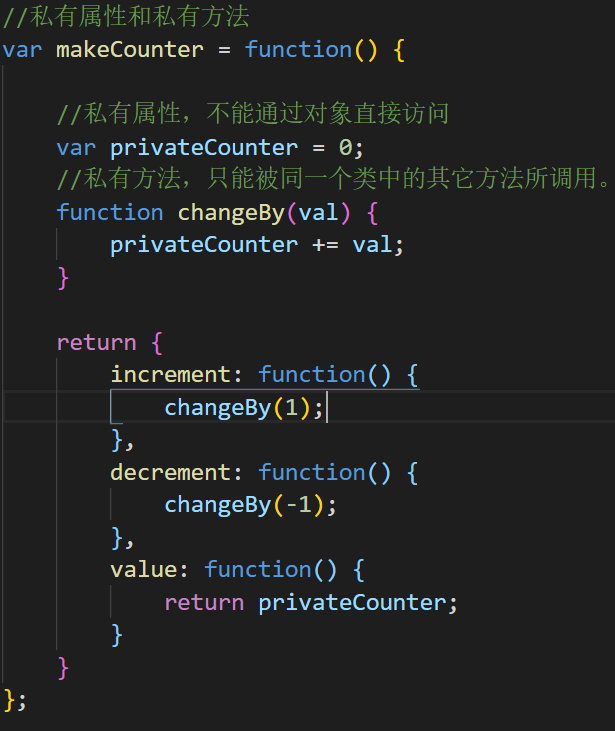 //私有属性和私有方法
var makeCounter = function() {
//私有属性，不能通过对象直接访问
var privateCounter = 0;
//私有方法，只能被同一个类中的其它方法所调用。
function changeBy(val) {
privateCounter += val;
}
return {
increment: function() {
changeBy(1);
},
decrement: function() {
changeBy(-1);
},
value: function() {
return privateCounter;
}
}
};